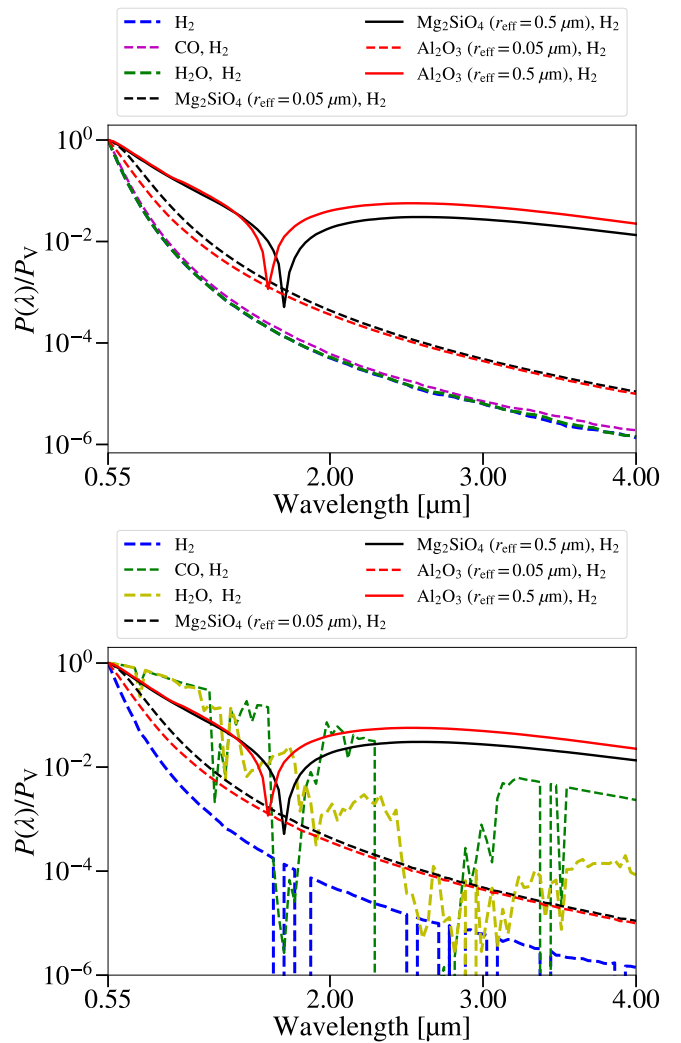 H₂
CO, H₂
H₂O, H₂
Mg₂SiO₄ (r_eff = 0.05 μm), H₂
Mg₂SiO₄ (r_eff = 0.5 μm), H₂
Al₂O₃ (r_eff = 0.05 μm), H₂
Al₂O₃ (r_eff = 0.5 μm), H₂
P(λ)/P_V
10⁰
10⁻²
10⁻⁴
10⁻⁶
0.55
2.00
3.00
4.00
Wavelength [μm]
H₂
CO, H₂
H₂O, H₂
Mg₂SiO₄ (r_eff = 0.05 μm), H₂
Mg₂SiO₄ (r_eff = 0.5 μm), H₂
Al₂O₃ (r_eff = 0.05 μm), H₂
Al₂O₃ (r_eff = 0.5 μm), H₂
P(λ)/P_V
10⁰
10⁻²
10⁻⁴
10⁻⁶
0.55
2.00
3.00
4.00
Wavelength [μm]